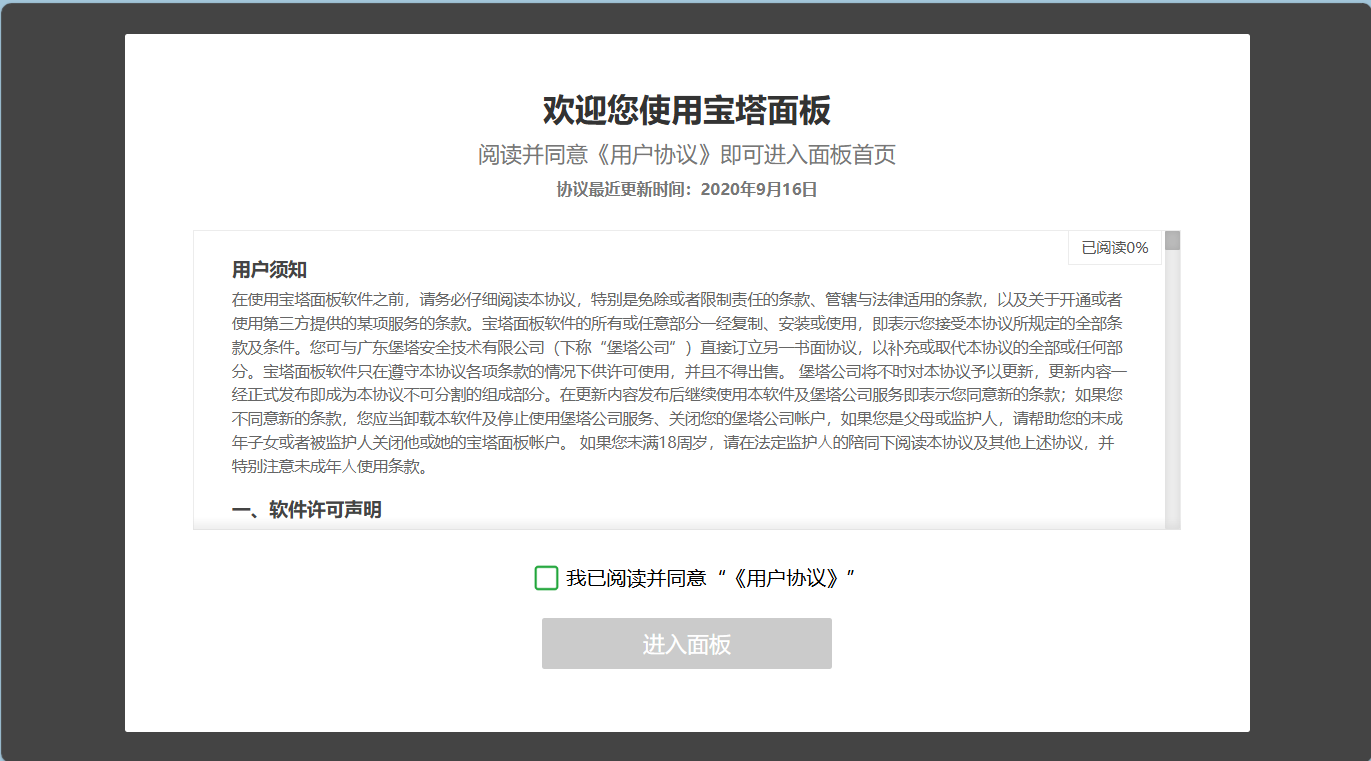 欢迎您使用宝塔面板
阅读并同意《用户协议》即可进入面板首页
协议最近更新时间：2020年9月16日
已阅读0%
用户须知
在使用宝塔面板软件之前，请务必仔细阅读本协议，特别是免除或者限制责任的条款、管辖与法律适用的条款，以及关于开通或者
使用第三方提供的某项服务的条款。宝塔面板软件的所有或任意部分一经复制、安装或使用，即表示您接受本协议所规定的全部条
款及条件。您可与广东堡塔安全技术有限公司（下称“堡塔公司”）直接订立另一书面协议，以补充或取代本协议的全部或任何部
分。宝塔面板软件只在遵守本协议各项条款的情况下供许可使用，并且不得出售。 堡塔公司将不时对本协议予以更新，更新内容一
经正式发布即成为本协议不可分割的组成部分。在更新内容发布后继续使用本软件及堡塔公司服务即表示您同意新的条款；如果您
不同意新的条款，您应当卸载本软件及停止使用堡塔公司服务、关闭您的堡塔公司帐户，如果您是父母或监护人，请帮助您的未成
年子女或者被监护人关闭他或她的宝塔面板帐户。 如果您未满18周岁，请在法定监护人的陪同下阅读本协议及其他上述协议，并
特别注意未成年人使用条款。
一、软件许可声明
我已阅读并同意“《用户协议》”
进入面板